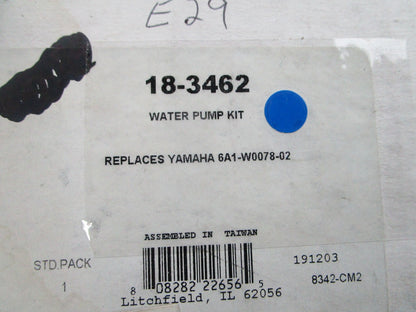 E29
18-3462
WATER PUMP KIT
REPLACES YAMAHA 6A1-W0078-02
ASSEMBLED IN TAIWAN
STD.PACK 191203
1 8 08282 22656 5 8342-CM2
Litchfield, IL 62056